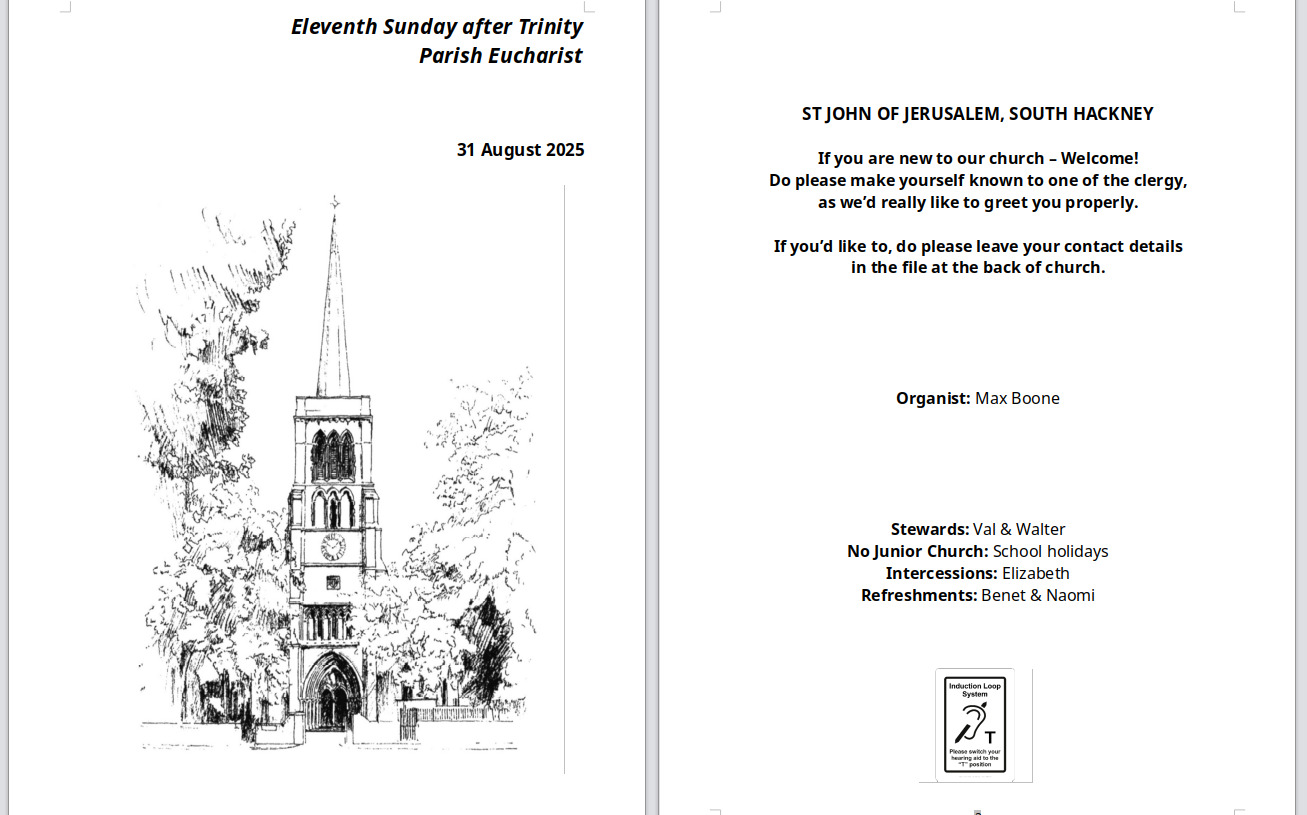 Eleventh Sunday after Trinity
Parish Eucharist
31 August 2025
ST JOHN OF JERUSALEM, SOUTH HACKNEY
If you are new to our church – Welcome!
Do please make yourself known to one of the clergy,
as we’d really like to greet you properly.
If you’d like to, do please leave your contact details
in the file at the back of church.
Organist: Max Boone
Stewards: Val & Walter
No Junior Church: School holidays
Intercessions: Elizabeth
Refreshments: Benet & Naomi
Induction Loop
System
T
Please switch your
hearing aid to the
"T" position